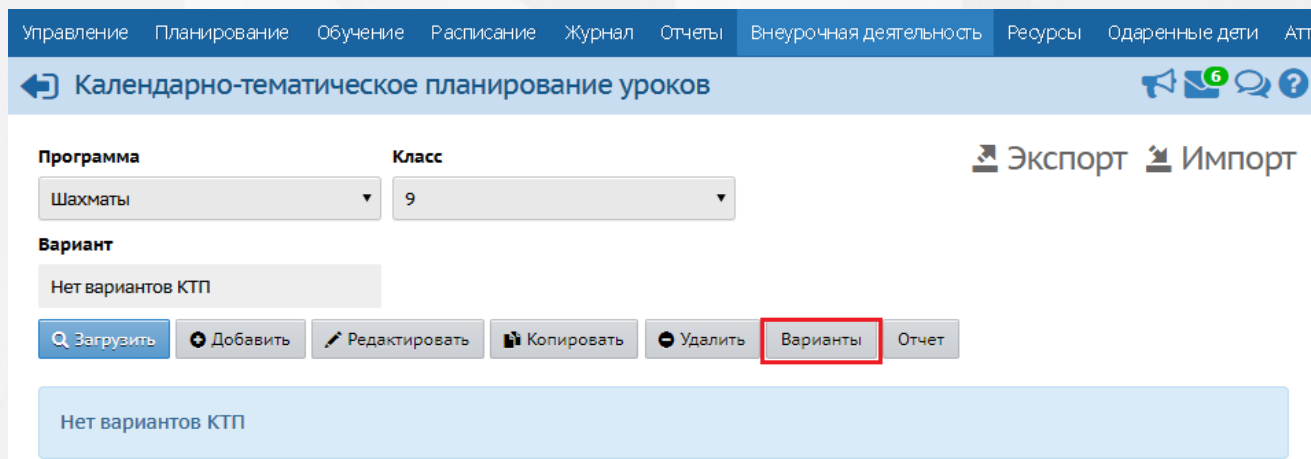 Управление Планирование Обучение Расписание Журнал Отчеты Внеурочная деятельность Ресурсы Одаренные дети Атт
Календарно-тематическое планирование уроков 6
Программа Класс Экспорт Импорт
Шахматы 9
Вариант
Нет вариантов КТП
Загрузить Добавить Редактировать Копировать Удалить Варианты Отчет
Нет вариантов КТП